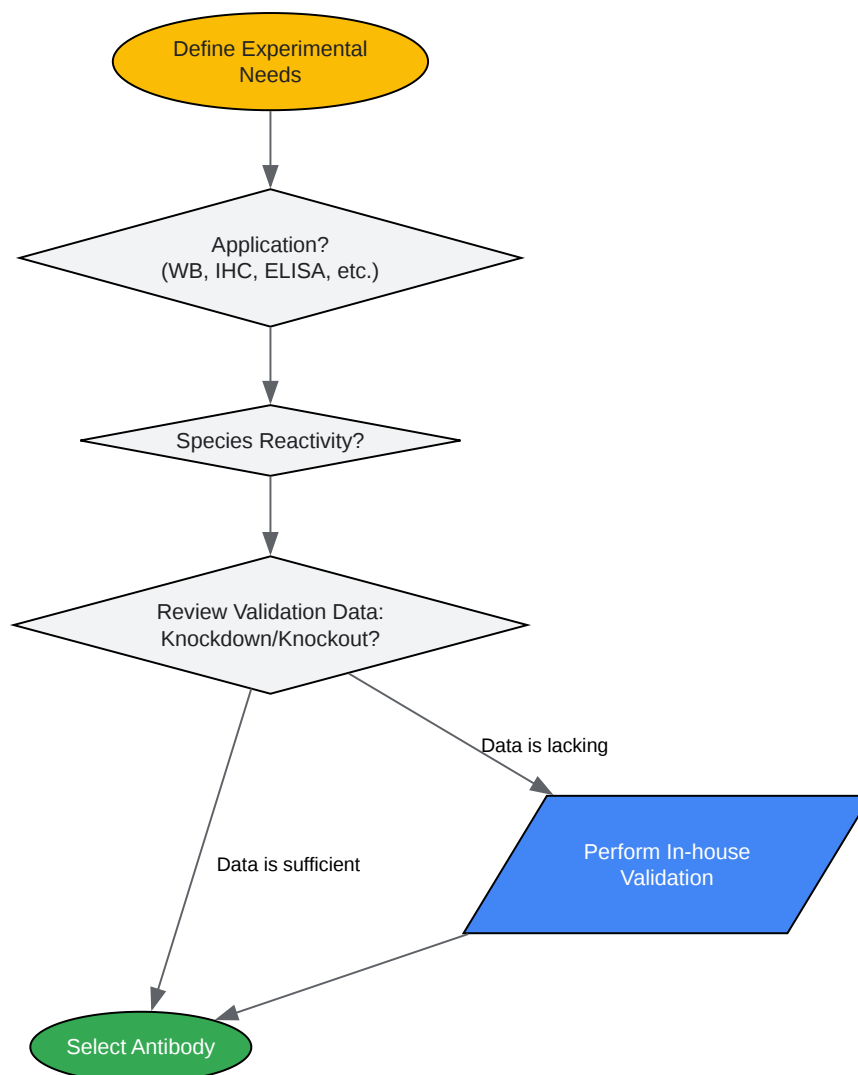 Define Experimental
Needs
Application?
(WB, IHC, ELISA, etc.)
Species Reactivity?
Review Validation Data:
Knockdown/Knockout?
Data is lacking
Perform In-house
Validation
Data is sufficient
Select Antibody